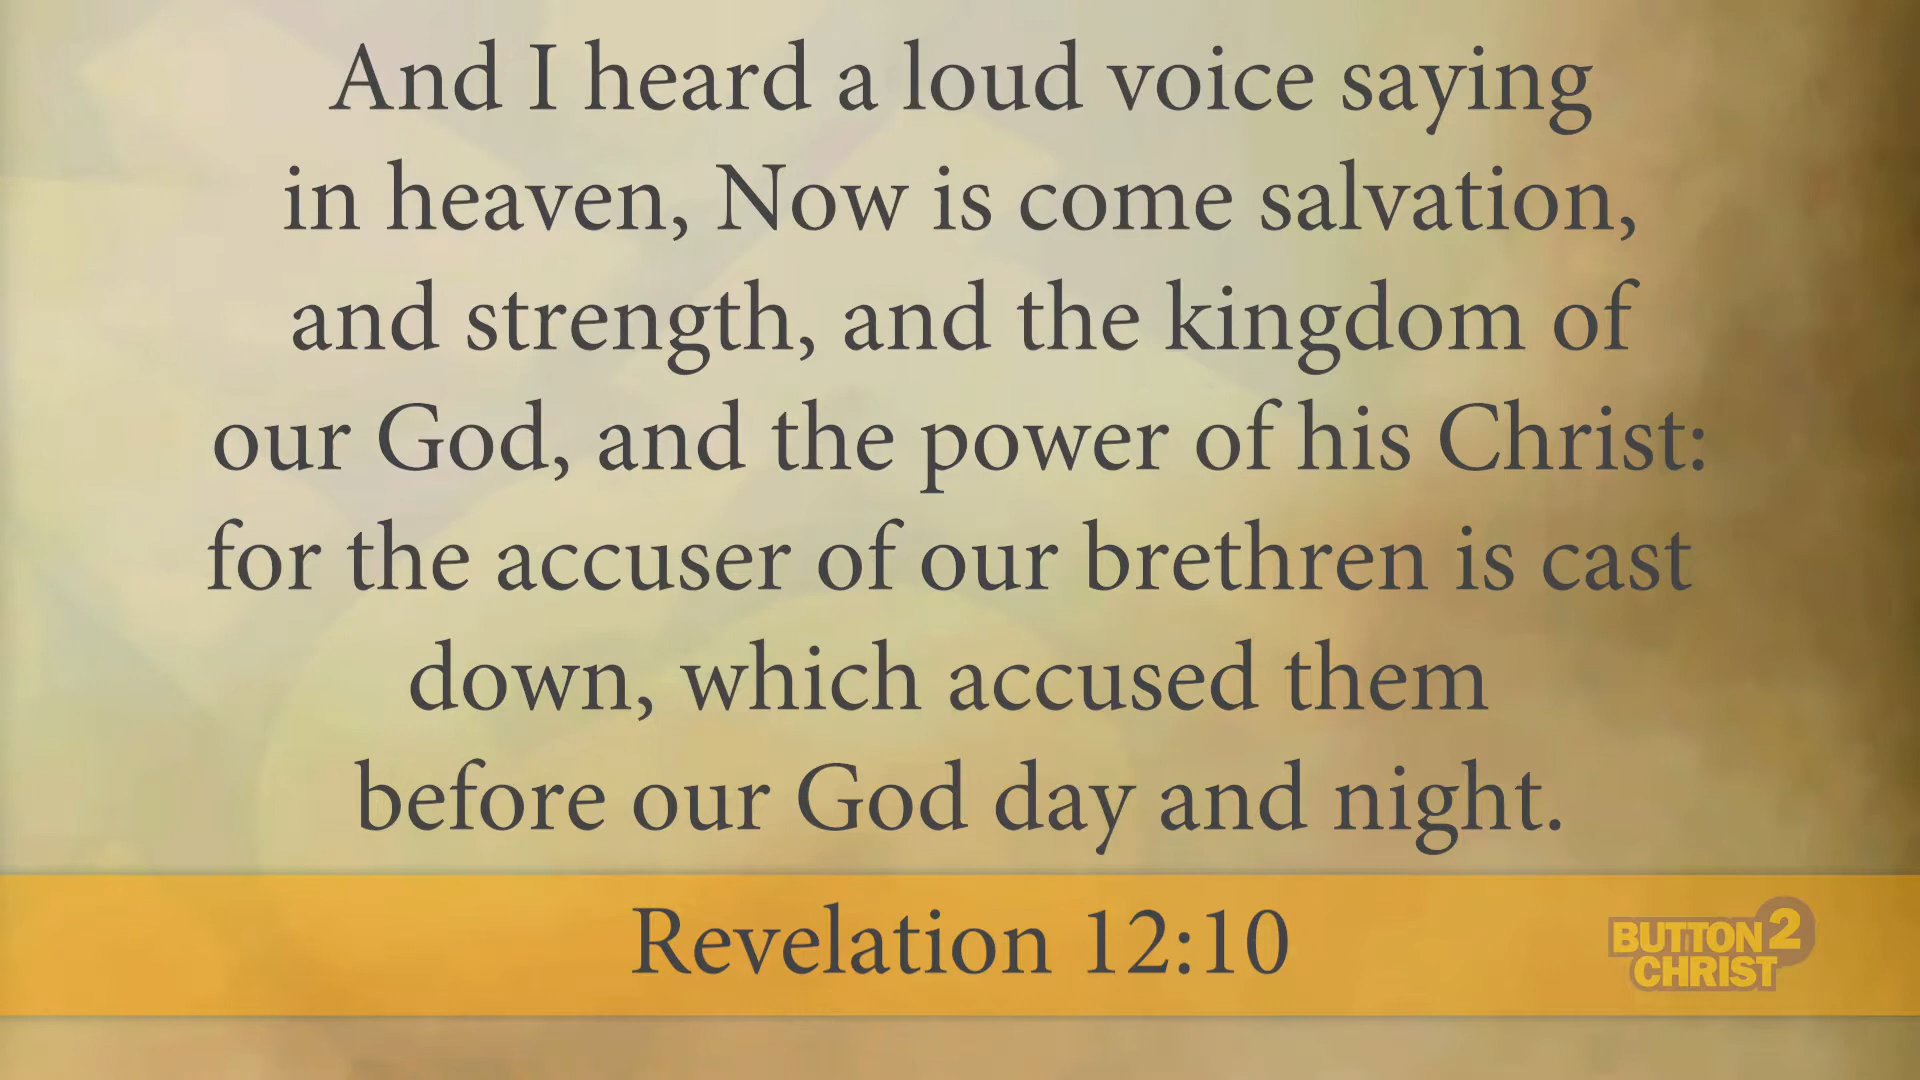 And I heard a loud voice saying
in heaven, Now is come salvation,
and strength, and the kingdom of
our God, and the power of his Christ:
for the accuser of our brethren is cast
down, which accused them
before our God day and night.
Revelation 12:10
BUTTON 2
CHRIST